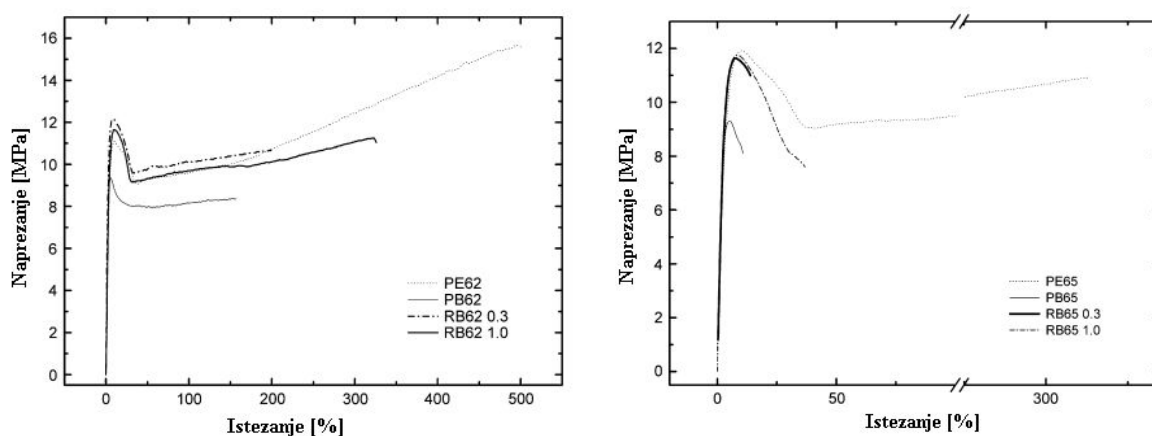 16
14
12
10
8
6
4
2
0
Naprezanje [MPa]
PE62
PB62
RB62 0.3
RB62 1.0
0 100 200 300 400 500
Istezanje [%]
12
10
8
6
4
2
0
Naprezanje [MPa]
PE65
PB65
RB65 0.3
RB65 1.0
0 50 300
Istezanje [%]